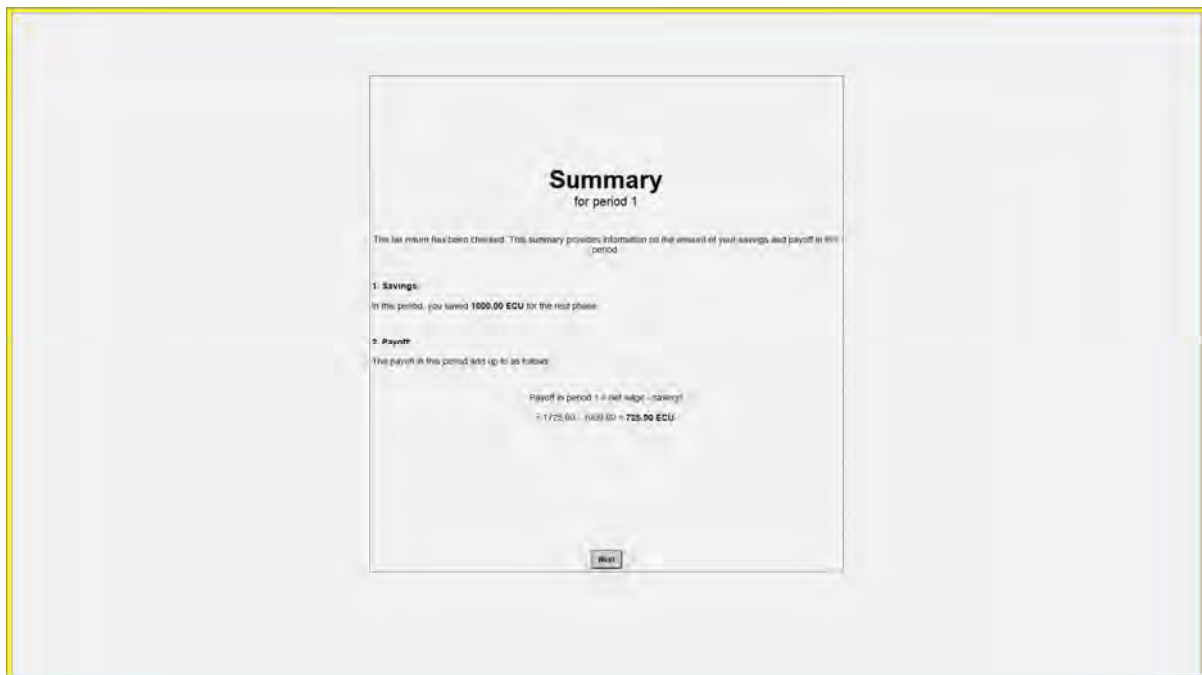 Summary
for period 1
The tax return has been checked. This summary provides information on the amount of your savings and payoff in this
period.
1. Savings:
In this period, you saved 1000.00 ECU for the next phase.
2. Payoff:
The payoff in this period add up to as follows:
Payoff in period 1 = net wage - savings
= 1725.00 - 1000.00 = 725.00 ECU
Next